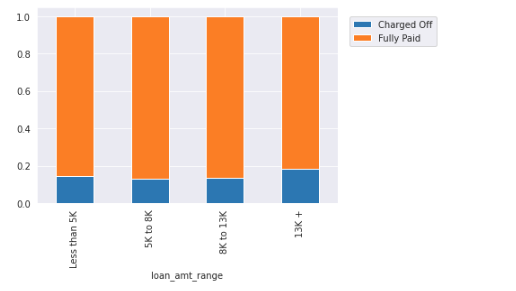 1.0
0.8
0.6
0.4
0.2
0.0
Less than 5K
5K to 8K
8K to 13K
13K +
loan_amt_range
Charged Off
Fully Paid